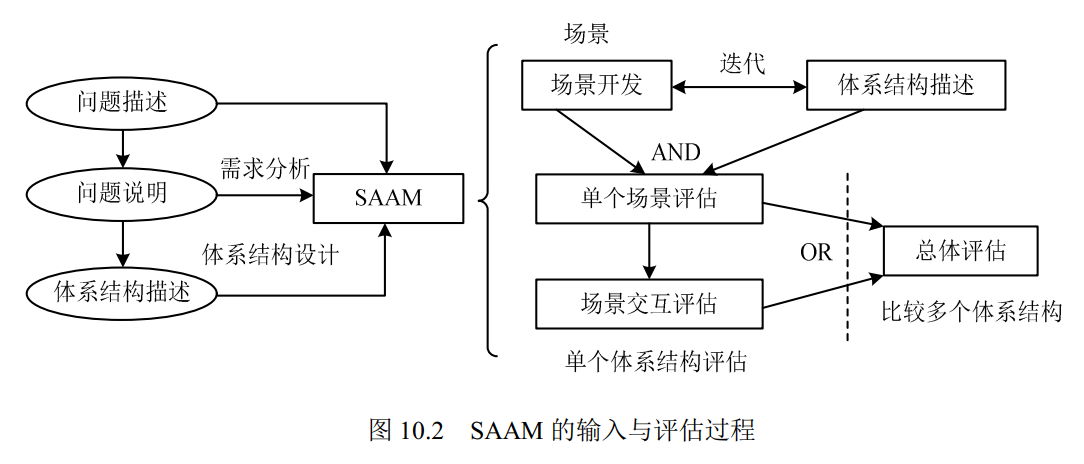 问题描述
问题说明
体系结构描述
需求分析
体系结构设计
SAAM
场景
场景开发
迭代
体系结构描述
AND
单个场景评估
OR
场景交互评估
总体评估
比较多个体系结构
单个体系结构评估
图 10.2 SAAM 的输入与评估过程